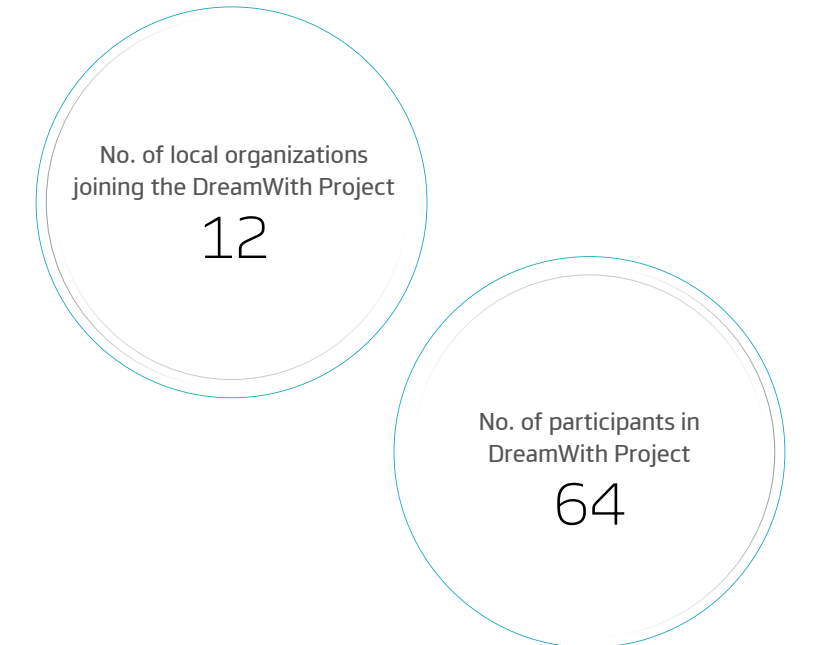 No. of local organizations
joining the DreamWith Project
12
No. of participants in
DreamWith Project
64